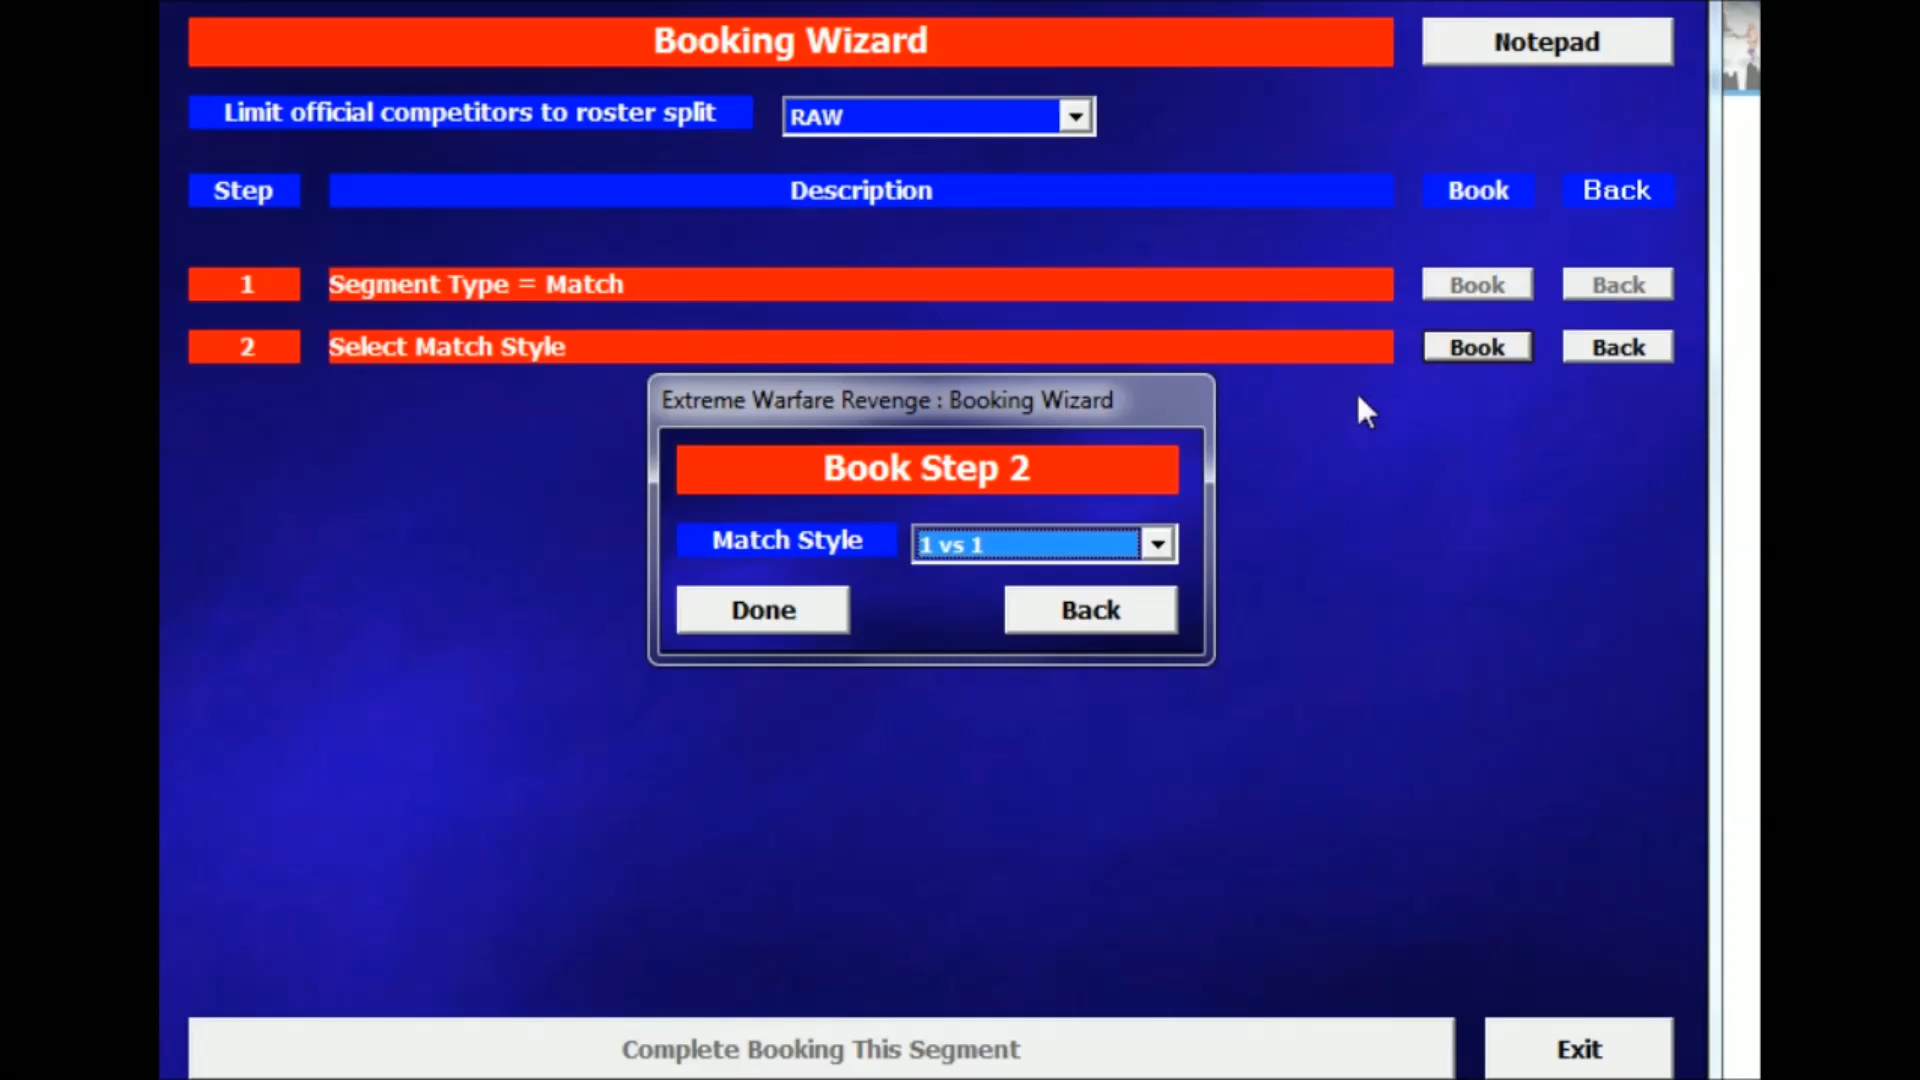 Booking Wizard
Notepad
Limit official competitors to roster split
RAW
Step
Description
Book
Back
1
Segment Type = Match
Book
Back
2
Select Match Style
Book
Back
Extreme Warfare Revenge : Booking Wizard
Book Step 2
Match Style
1 vs 1
Done
Back
Complete Booking This Segment
Exit